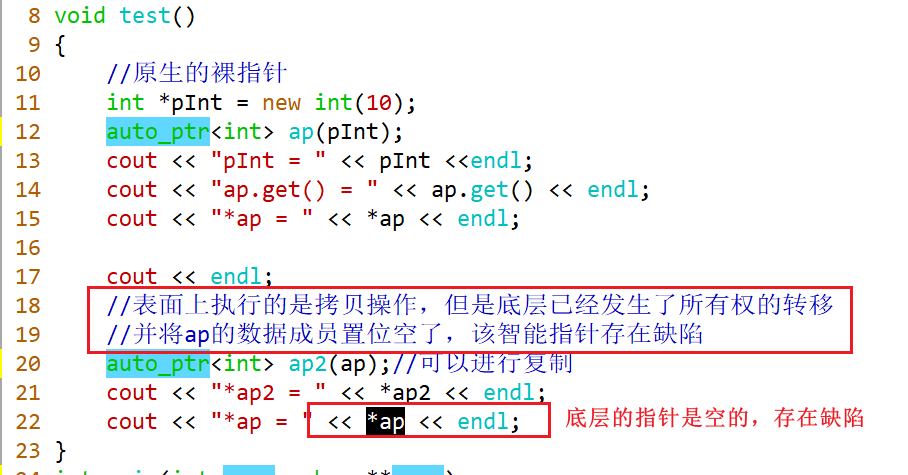 8 void test()
9 {
10     //原生的裸指针
11     int *pInt = new int(10);
12     auto_ptr<int> ap(pInt);
13     cout << "pInt = " << pInt <<endl;
14     cout << "ap.get() = " << ap.get() << endl;
15     cout << "*ap = " << *ap << endl;
16
17     cout << endl;
18     //表面上执行的是拷贝操作，但是底层已经发生了所有权的转移
19     //并将ap的数据成员置位空了，该智能指针存在缺陷
20     auto_ptr<int> ap2(ap);//可以进行复制
21     cout << "*ap2 = " << *ap2 << endl;
22     cout << "*ap = " << *ap << endl; 底层的指针是空的，存在缺陷
23 }